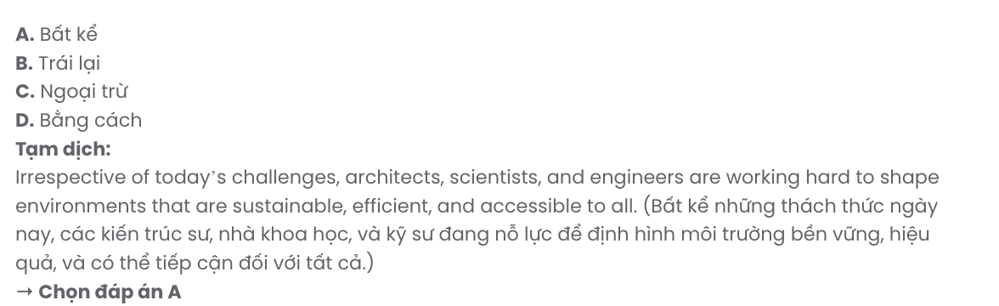 A. Bất kể
B. Trái lại
C. Ngoại trừ
D. Bằng cách
Tạm dịch:
Irrespective of today’s challenges, architects, scientists, and engineers are working hard to shape
environments that are sustainable, efficient, and accessible to all. (Bất kể những thách thức ngày
nay, các kiến trúc sư, nhà khoa học, và kỹ sư đang nỗ lực để định hình môi trường bền vững, hiệu
quả, và có thể tiếp cận đối với tất cả.)
→ Chọn đáp án A